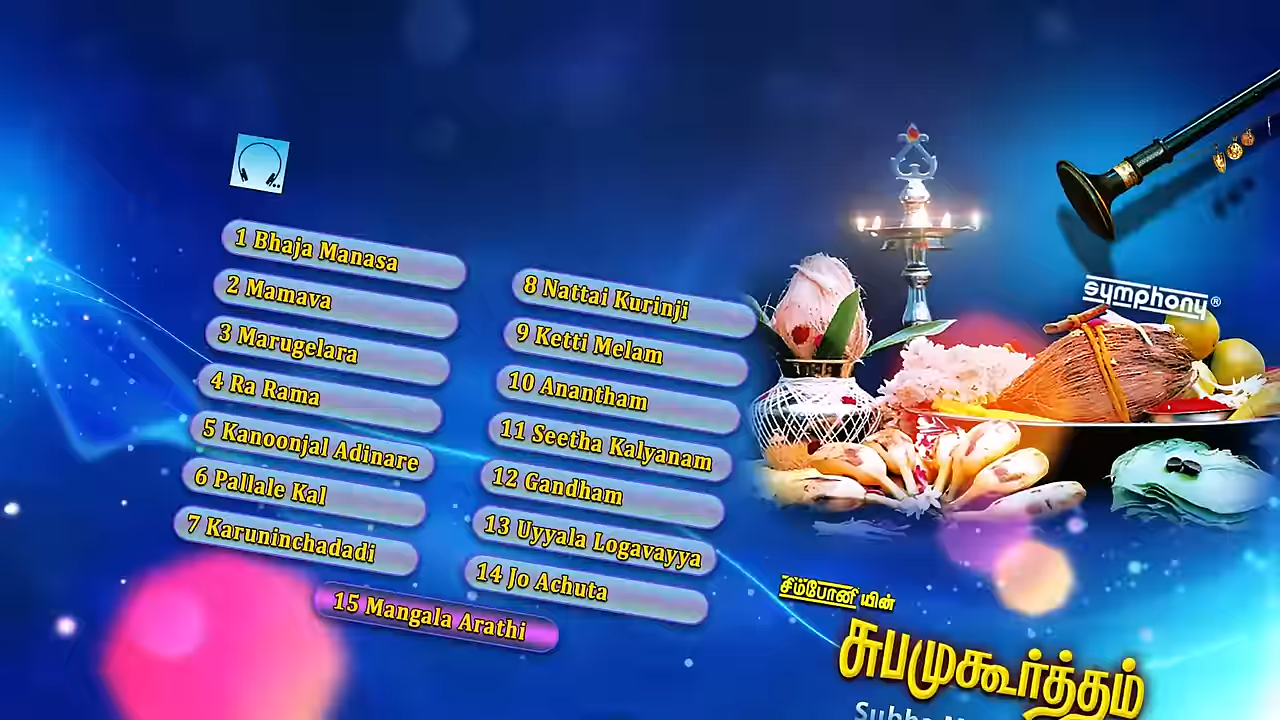 1 Bhaja Manasa
2 Mamava
3 Marugelara
4 Ra Rama
5 Kanoonjal Adinare
6 Pallale Kal
7 Karuninchadadi
8 Nattai Kurinji
9 Ketti Melam
10 Anantham
11 Seetha Kalyanam
12 Gandham
13 Uyyala Logavayya
14 Jo Achuta
15 Mangala Arathi
symphony®
சிம்போனி யின்
சுபமுகூர்த்தம்